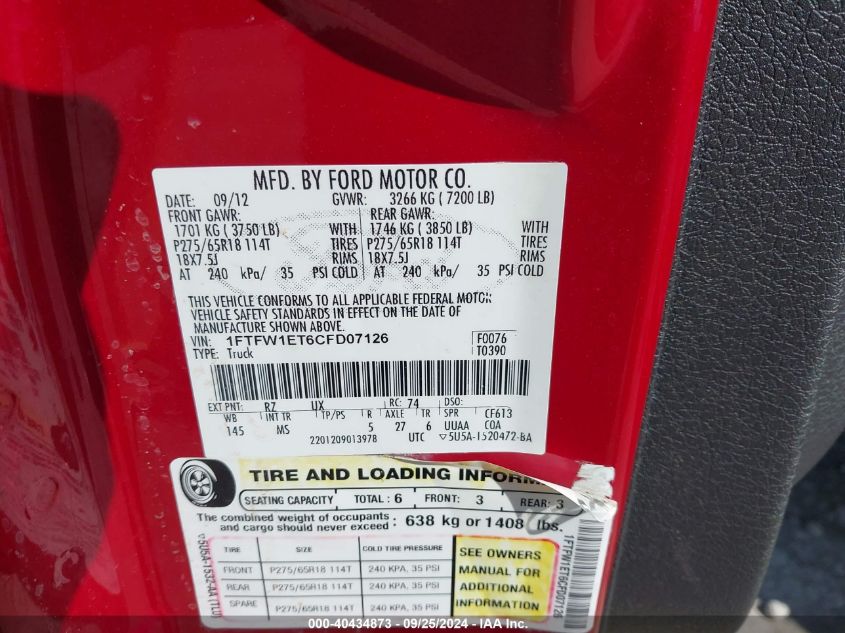 MFD. BY FORD MOTOR CO.
DATE: 09/12 GVWR: 3266 KG ( 7200 LB)
FRONT GAWR: REAR GAWR:
1701 KG ( 3750 LB) WITH 1746 KG ( 3850 LB) WITH
P275/65R18 114T TIRES P275/65R18 114T TIRES
18X7.5J RIMS 18X7.5J RIMS
AT 240 kPa/ 35 PSI COLD AT 240 kPa/ 35 PSI COLD
THIS VEHICLE CONFORMS TO ALL APPLICABLE FEDERAL MOTOR
VEHICLE SAFETY STANDARDS IN EFFECT ON THE DATE OF
MANUFACTURE SHOWN ABOVE.
VIN: 1FTFW1ET6CFD07126 F0076
TYPE: Truck T0390
EXT PNT: RZ UX RC: 74 DSO:
WB INT TR TP/PS R AXLE TR SPR CF613
145 MS 5 27 6 UUAA COA
2201209013978 UTC ▽5U5A-1520472-BA
TIRE AND LOADING INFORM
SEATING CAPACITY TOTAL : 6 FRONT: 3 REAR: 3
The combined weight of occupants and cargo should never exceed : 638 kg or 1408 lbs.
TIRE SIZE COLD TIRE PRESSURE
FRONT P275/65R18 114T 240 KPA, 35 PSI
REAR P275/65R18 114T 240 KPA, 35 PSI
SPARE P275/65R18 114T 240 KPA, 35 PSI
SEE OWNERS
MANUAL FOR
ADDITIONAL
INFORMATION
▽5U5A-1532-AA (TLU)
1FTFW1ET6CFD07126
000-40434873 - 09/25/2024 - IAA Inc.